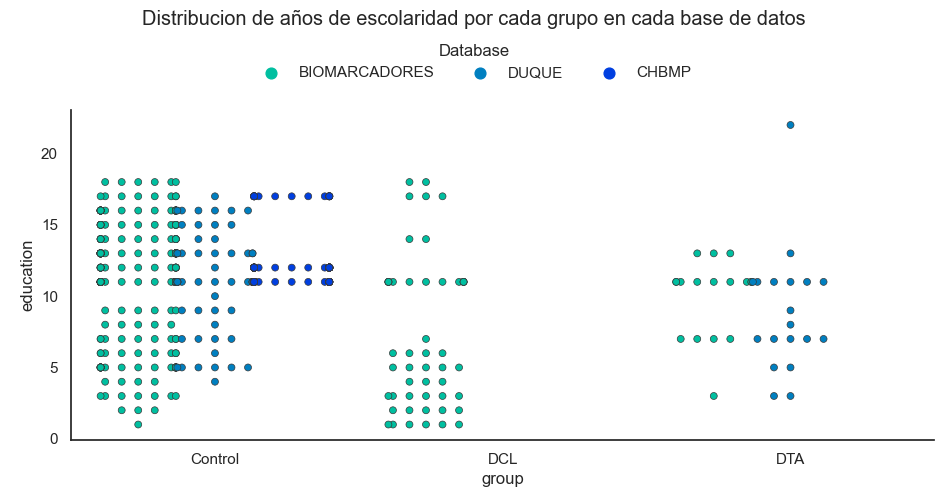 Distribucion de años de escolaridad por cada grupo en cada base de datos
Database
BIOMARCADORES DUQUE CHBMP
20
15
10
5
0
education
Control DCL DTA
group